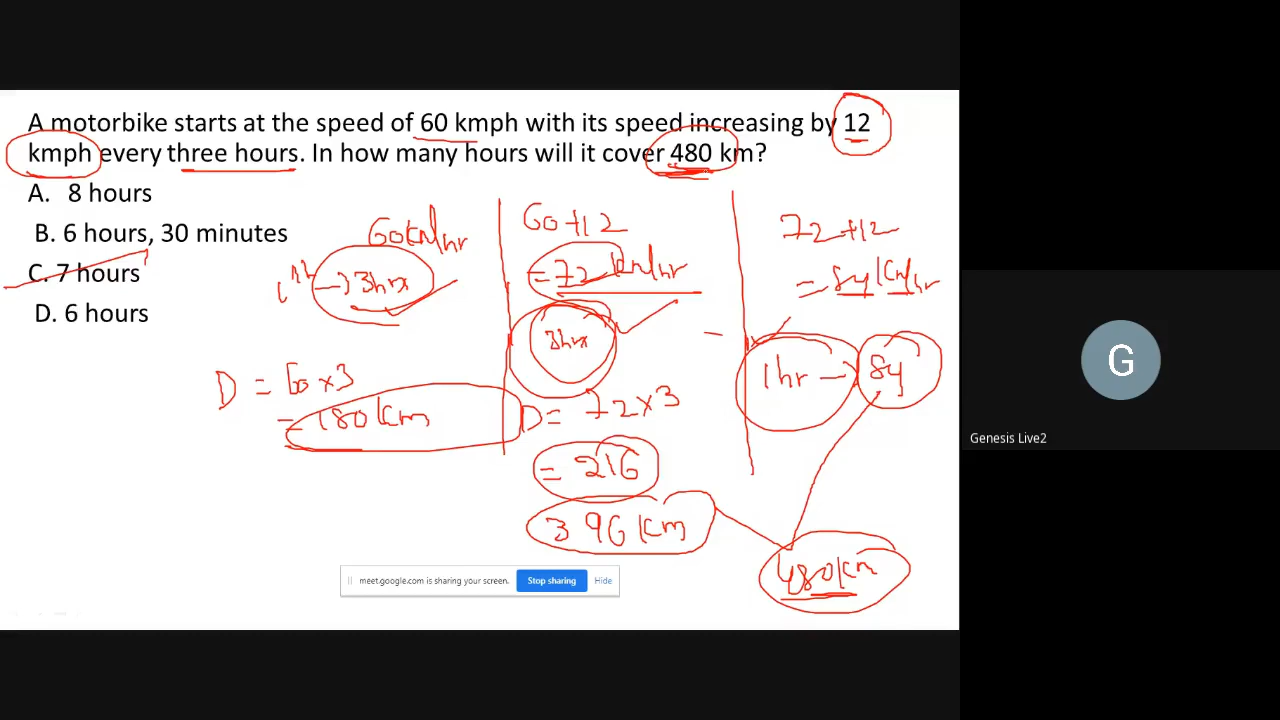 A motorbike starts at the speed of 60 kmph with its speed increasing by 12
kmph every three hours. In how many hours will it cover 480 km?
A. 8 hours
B. 6 hours, 30 minutes
C. 7 hours
D. 6 hours
60km/hr
→ 3hrs
D = 60 x 3
= 180 km
60+12
= 72 km/hr
3hrs
D = 72 x 3
= 216
396 km
72 +12
= 84 km/hr
1hr → 84
480km
G
Genesis Live2
meet.google.com is sharing your screen.
Stop sharing
Hide